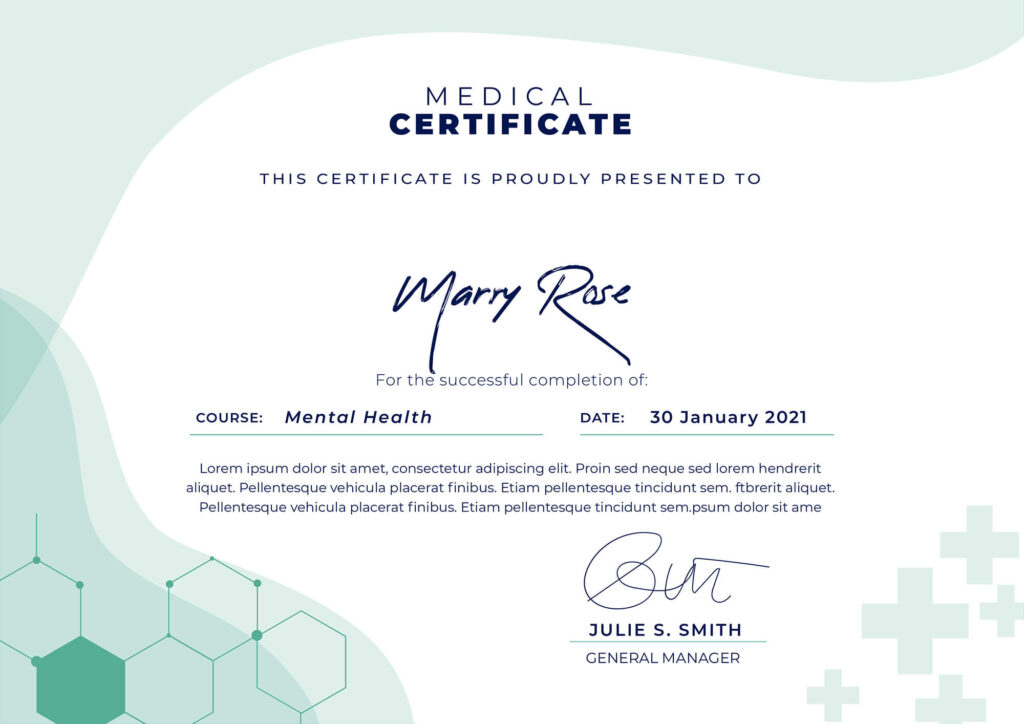 MEDICAL
CERTIFICATE
THIS CERTIFICATE IS PROUDLY PRESENTED TO
Marry Rose
For the successful completion of:
COURSE: Mental Health DATE: 30 January 2021
Lorem ipsum dolor sit amet, consectetur adipiscing elit. Proin sed neque sed lorem hendrerit
aliquet. Pellentesque vehicula placerat finibus. Etiam pellentesque tincidunt sem. ftbrerit aliquet.
Pellentesque vehicula placerat finibus. Etiam pellentesque tincidunt sem.psum dolor sit ame
JULIE S. SMITH
GENERAL MANAGER